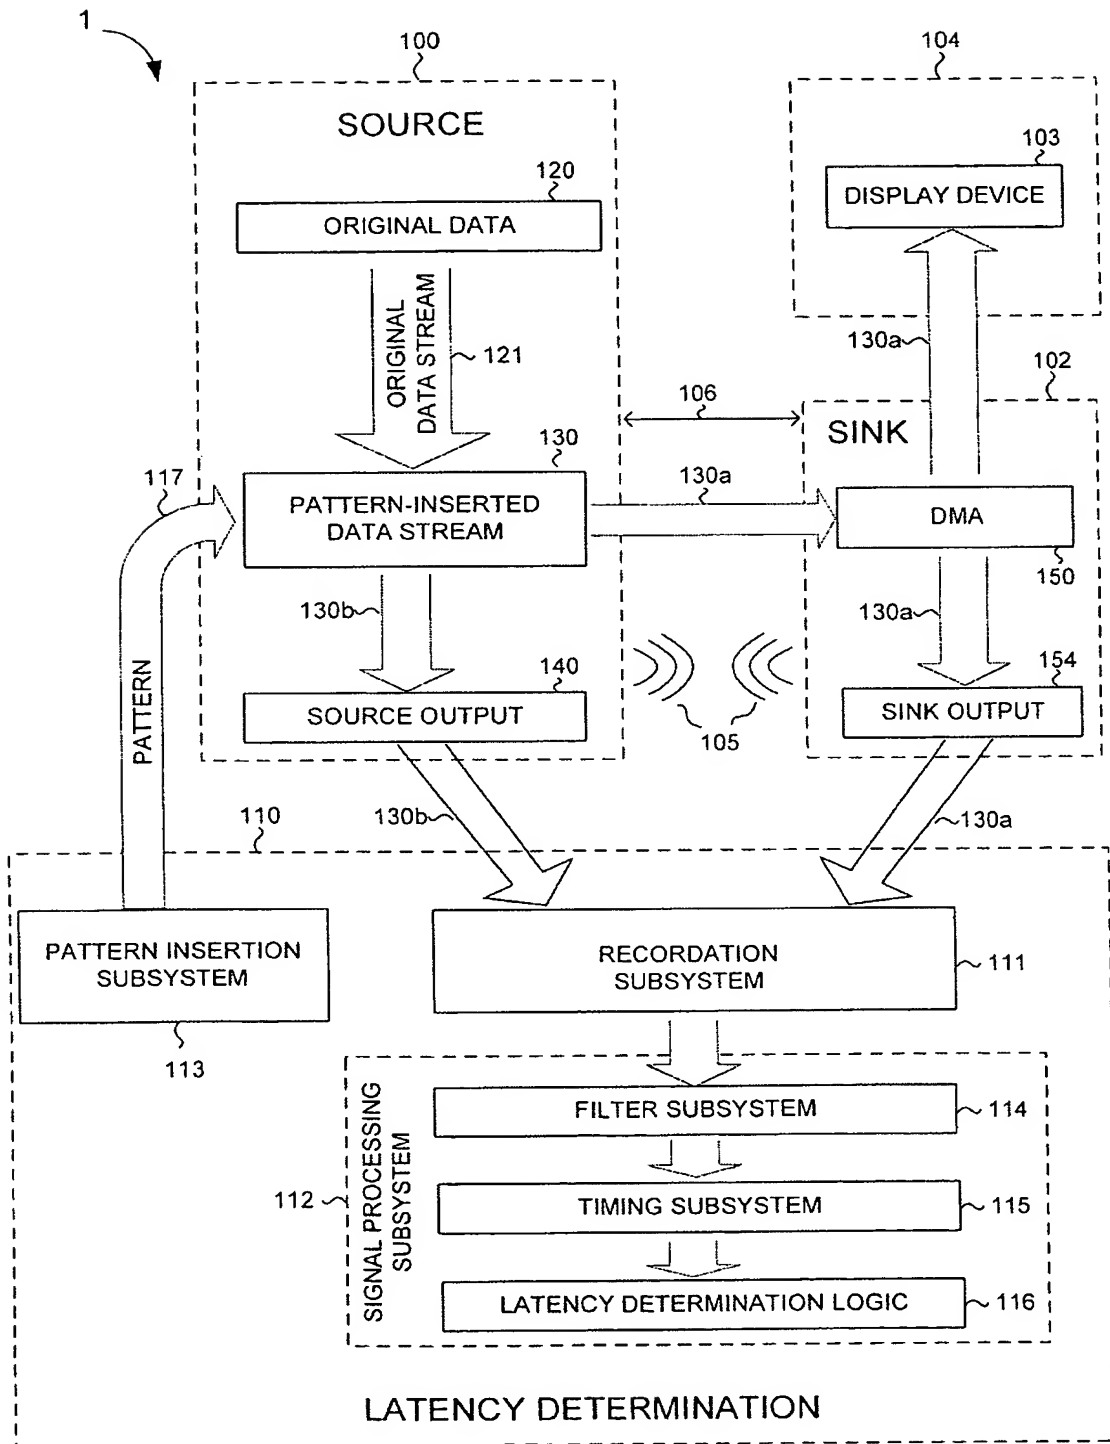 1
100
104
SOURCE
103
120
DISPLAY DEVICE
ORIGINAL DATA
ORIGINAL
DATA STREAM
121
130a
102
106
SINK
130
117
130a
PATTERN-INSERTED
DATA STREAM
DMA
150
130b
130a
140
154
SOURCE OUTPUT
SINK OUTPUT
105
PATTERN
110
130b
130a
PATTERN INSERTION
SUBSYSTEM
RECORDATION
SUBSYSTEM
111
113
SIGNAL PROCESSING
SUBSYSTEM
FILTER SUBSYSTEM
114
112
TIMING SUBSYSTEM
115
LATENCY DETERMINATION LOGIC
116
LATENCY DETERMINATION